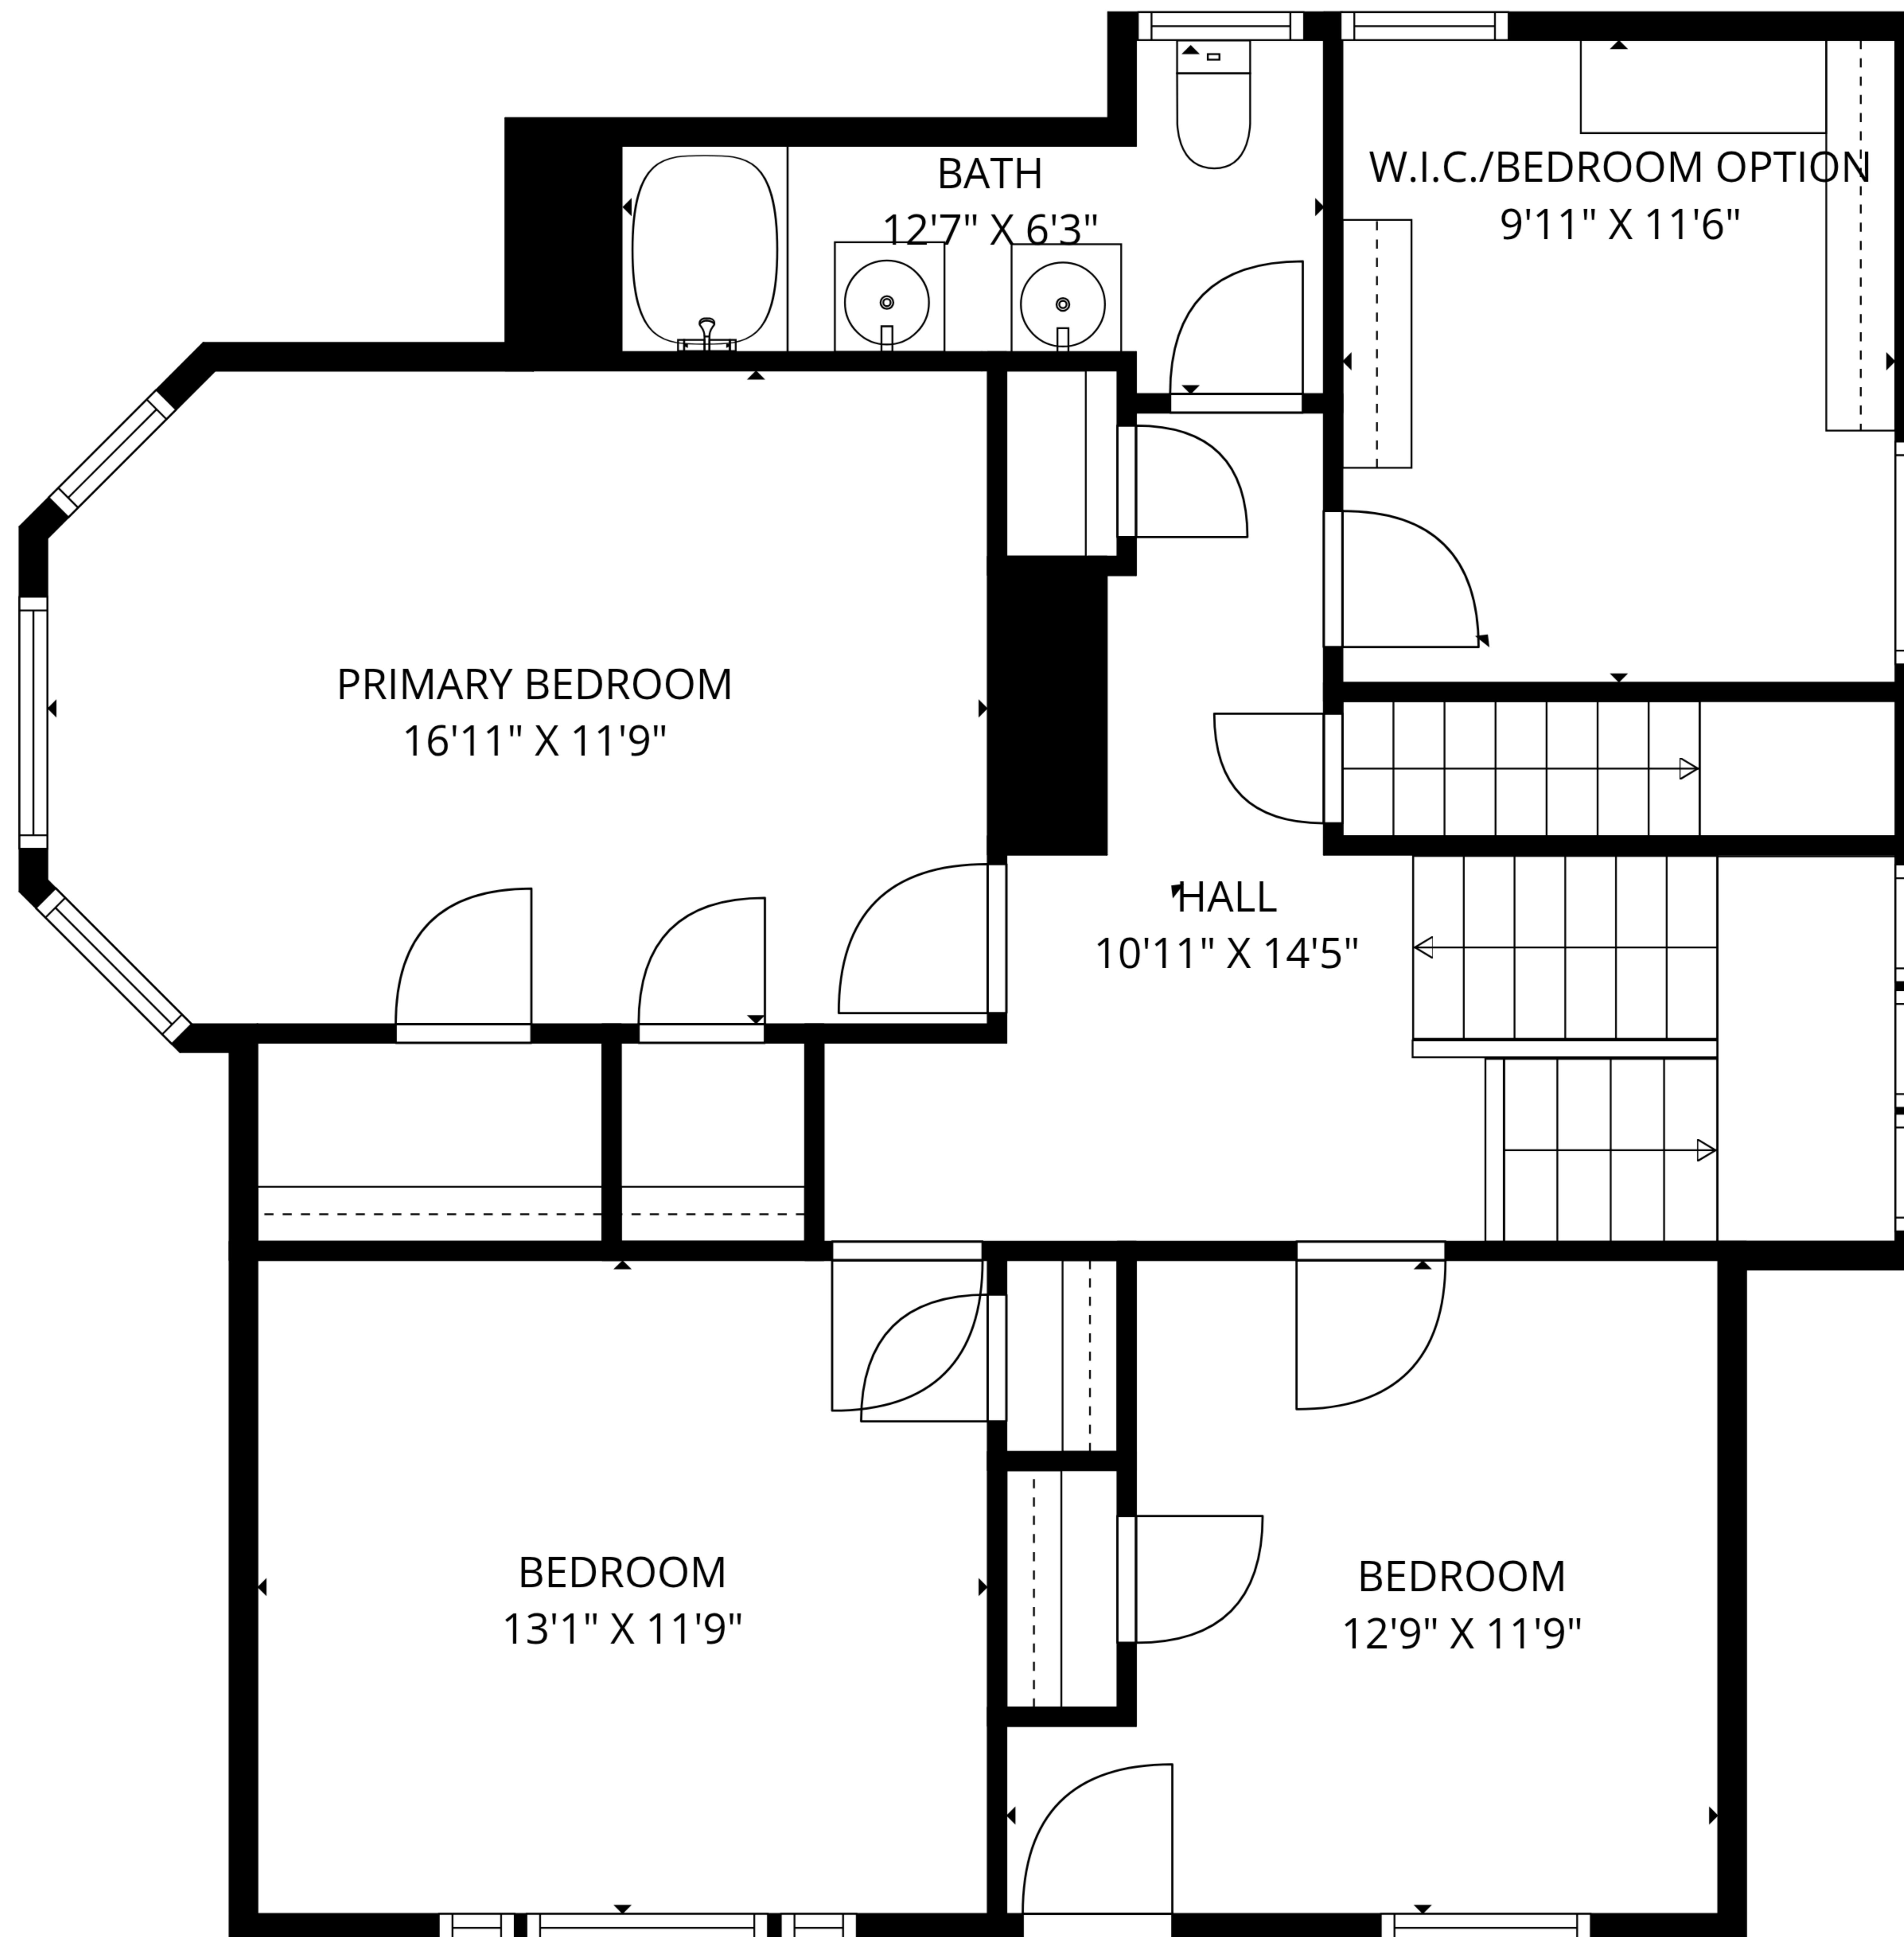 BATH
12'7" X 6'3"
W.I.C./BEDROOM OPTION
9'11" X 11'6"
PRIMARY BEDROOM
16'11" X 11'9"
HALL
10'11" X 14'5"
BEDROOM
13'1" X 11'9"
BEDROOM
12'9" X 11'9"